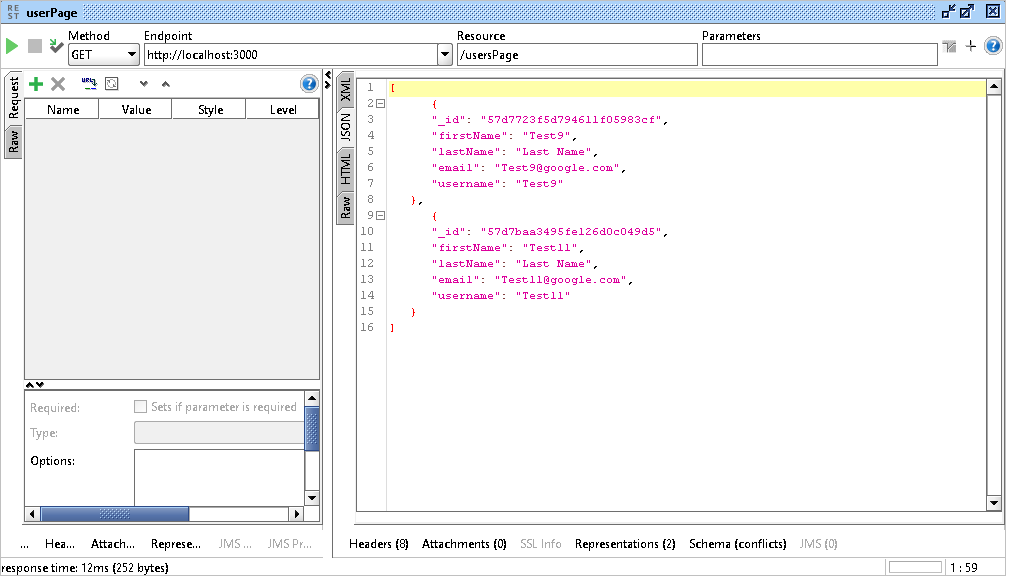 REST userPage
Method Endpoint Resource Parameters
GET http://localhost:3000 /usersPage
Request
Raw
URL
Name Value Style Level
Required: Sets if parameter is required
Type:
Options:
XML
JSON
HTML
Raw
1 [
2 {
3 "_id": "57d7723f5d794611f05983cf",
4 "firstName": "Test9",
5 "lastName": "Last Name",
6 "email": "Test9@google.com",
7 "username": "Test9"
8 },
9 {
10 "_id": "57d7baa3495fe126d0c049d5",
11 "firstName": "Test11",
12 "lastName": "Last Name",
13 "email": "Test11@google.com",
14 "username": "Test11"
15 }
16 ]
... Hea... Attach... Represe... JMS ... JMS Pr...
Headers (8) Attachments (0) SSL Info Representations (2) Schema (conflicts) JMS (0)
response time: 12ms (252 bytes) 1 : 59